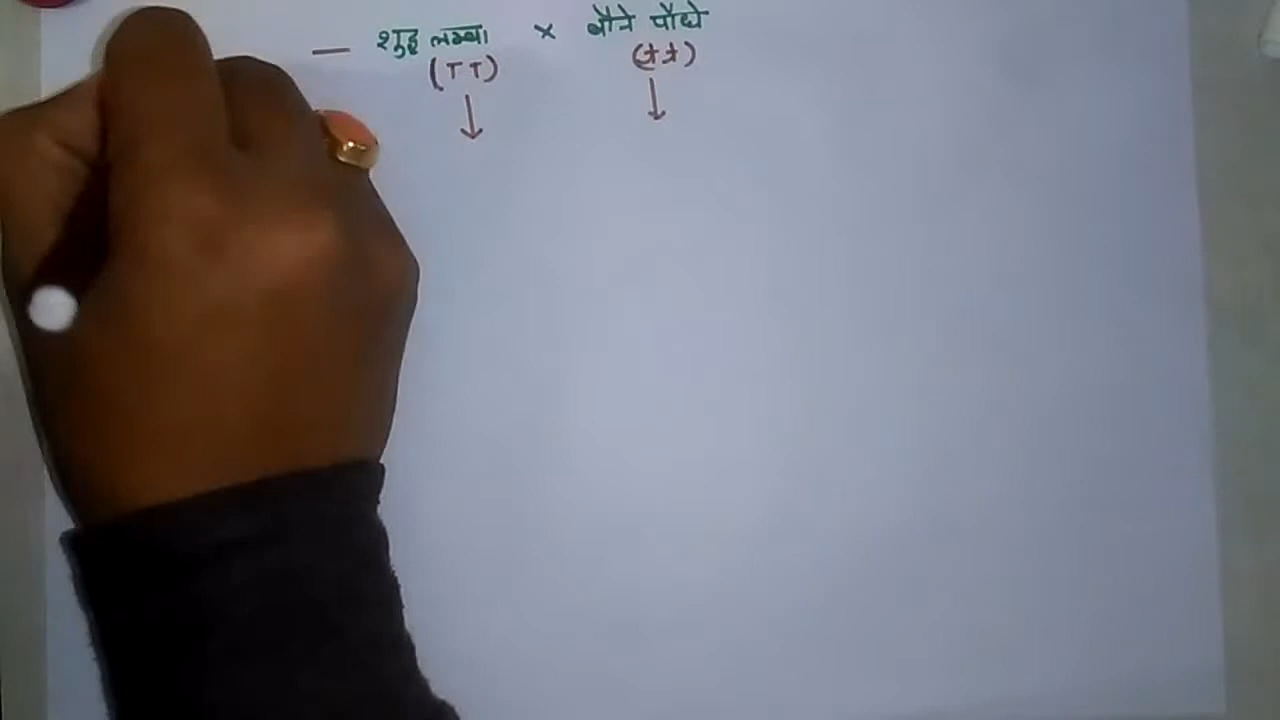 — शुद्ध लम्बा × बौने पौधे
(TT) (tt)